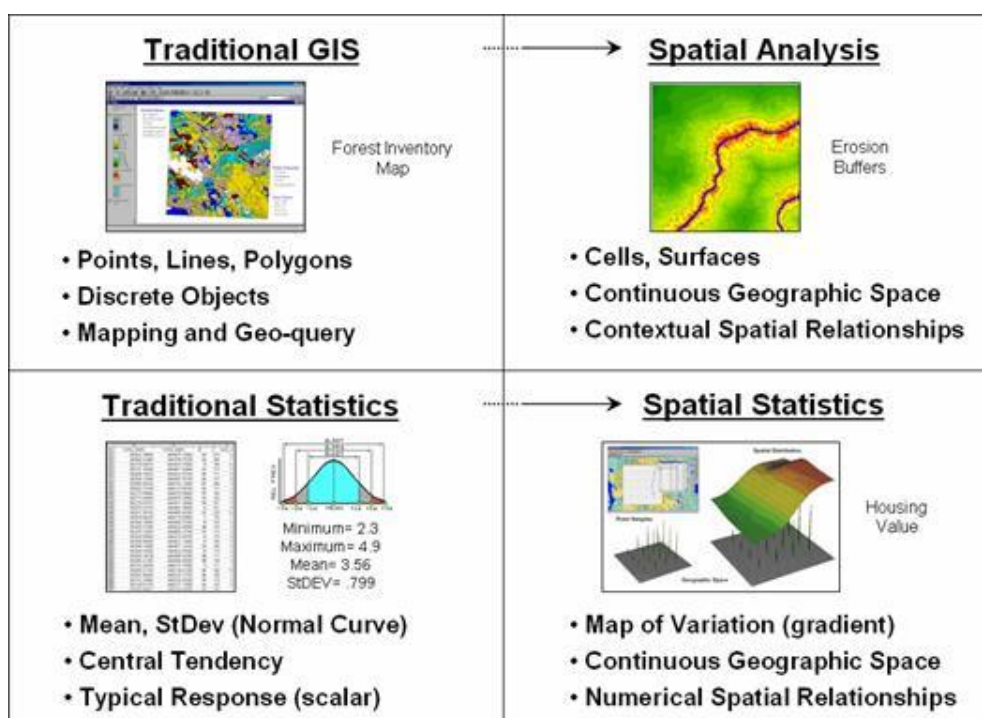 Traditional GIS
Forest Inventory
Map
• Points, Lines, Polygons
• Discrete Objects
• Mapping and Geo-query
Spatial Analysis
Erosion
Buffers
• Cells, Surfaces
• Continuous Geographic Space
• Contextual Spatial Relationships
Traditional Statistics
Minimum= 2.3
Maximum= 4.9
Mean= 3.56
StDEV= .799
• Mean, StDev (Normal Curve)
• Central Tendency
• Typical Response (scalar)
Spatial Statistics
Spatial Distribution
Point Samples
Geographic Space
Housing
Value
• Map of Variation (gradient)
• Continuous Geographic Space
• Numerical Spatial Relationships